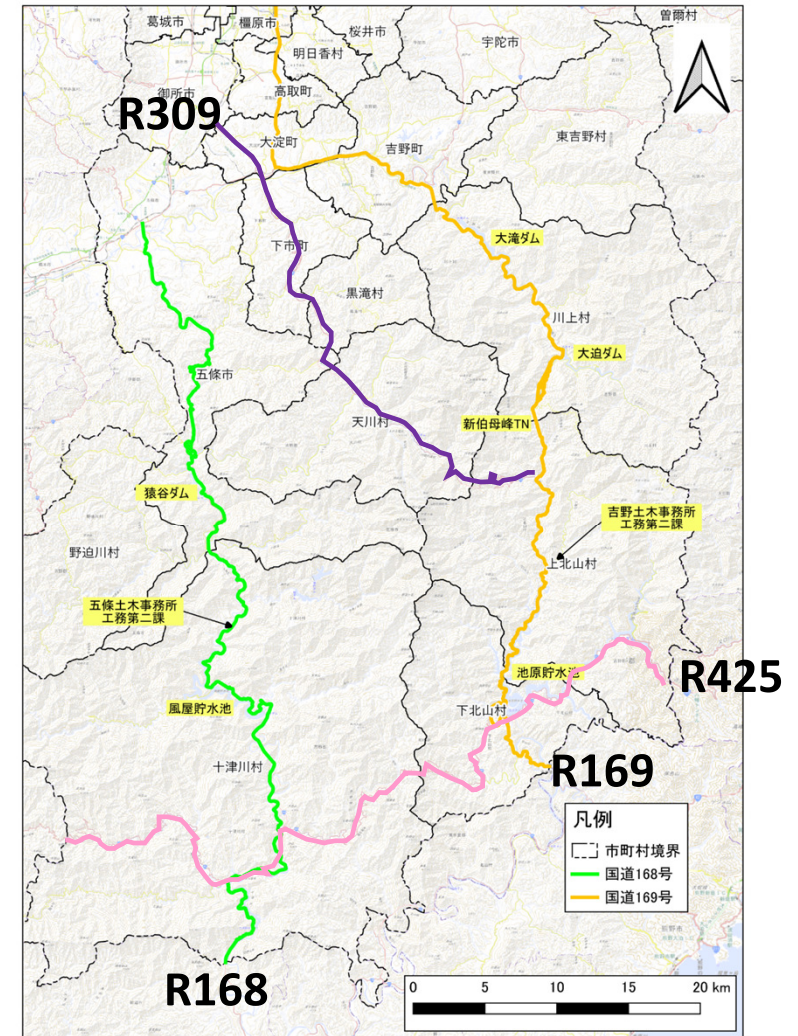 曽爾村
葛城市
橿原市
桜井市
宇陀市
明日香村
御所市
高取町
R309
東吉野村
大淀町
吉野町
大滝ダム
下市町
黒滝村
川上村
大迫ダム
五條市
天川村
新伯母峰TN
猿谷ダム
吉野土木事務所
工務第二課
野迫川村
上北山村
五條土木事務所
工務第二課
池原貯水池
R425
風屋貯水池
下北山村
十津川村
R169
凡例
市町村境界
国道168号
国道169号
R168
0 5 10 15 20 km